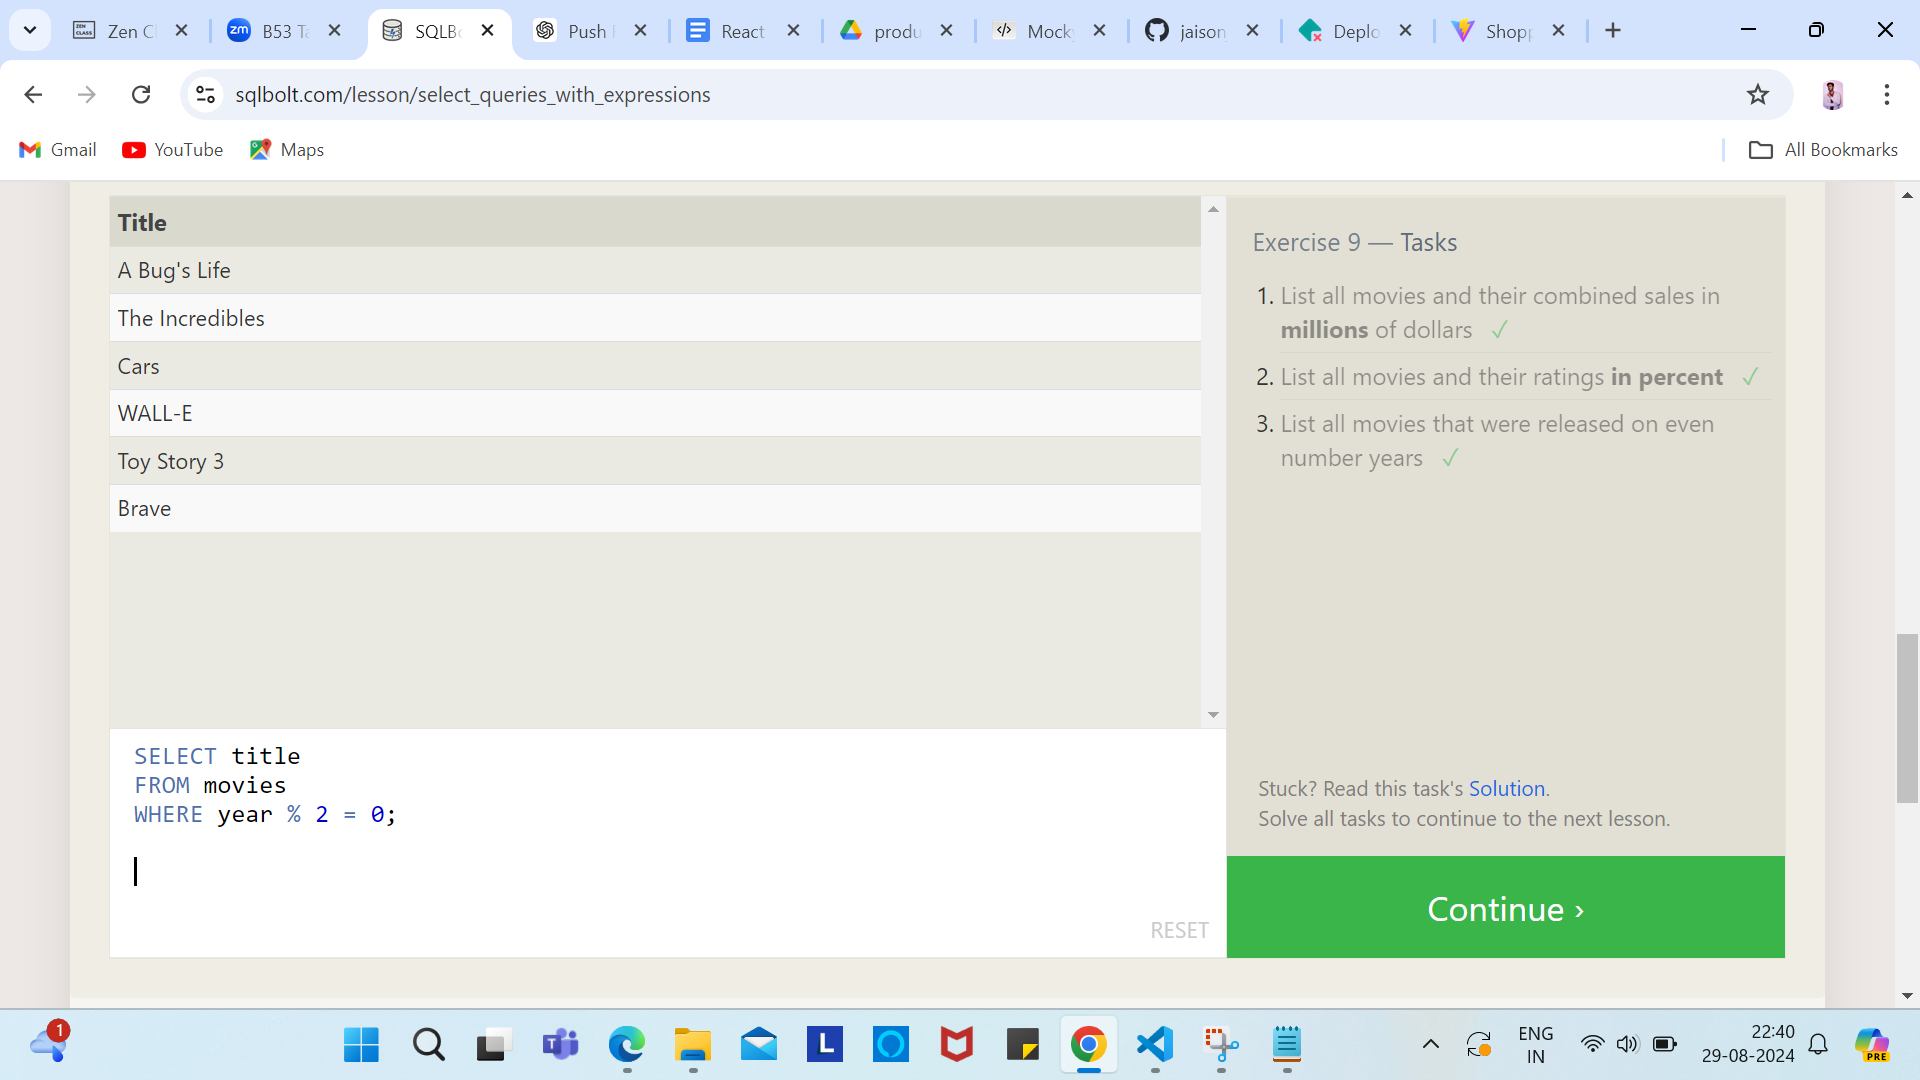 Zen C
B53 Ta
SQLB
Push
React
produ
Mock
jaison
Deplo
Shopp
sqlbolt.com/lesson/select_queries_with_expressions
Gmail
YouTube
Maps
All Bookmarks
Title
A Bug's Life
The Incredibles
Cars
WALL-E
Toy Story 3
Brave
SELECT title
FROM movies
WHERE year % 2 = 0;
RESET
Exercise 9 — Tasks
1. List all movies and their combined sales in
millions of dollars ✓
2. List all movies and their ratings in percent ✓
3. List all movies that were released on even
number years ✓
Stuck? Read this task's Solution.
Solve all tasks to continue to the next lesson.
Continue ›
1
ENG
IN
22:40
29-08-2024
PRE